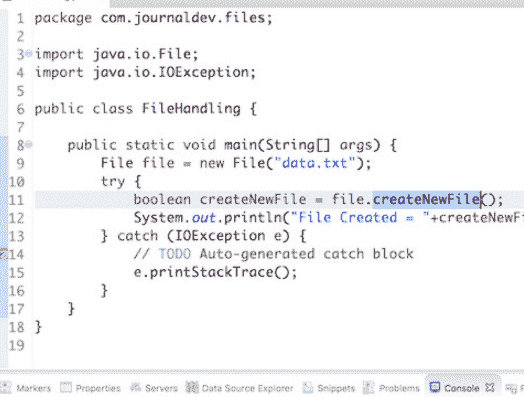 1 package com.journaldev.files;
2
3 import java.io.File;
4 import java.io.IOException;
5
6 public class FileHandling {
7
8 public static void main(String[] args) {
9 File file = new File("data.txt");
10 try {
11 boolean createNewFile = file.createNewFile();
12 System.out.println("File Created = "+createNewFi
13 } catch (IOException e) {
14 // TODO Auto-generated catch block
15 e.printStackTrace();
16 }
17 }
18 }
19
Markers Properties Servers Data Source Explorer Snippets Problems Console